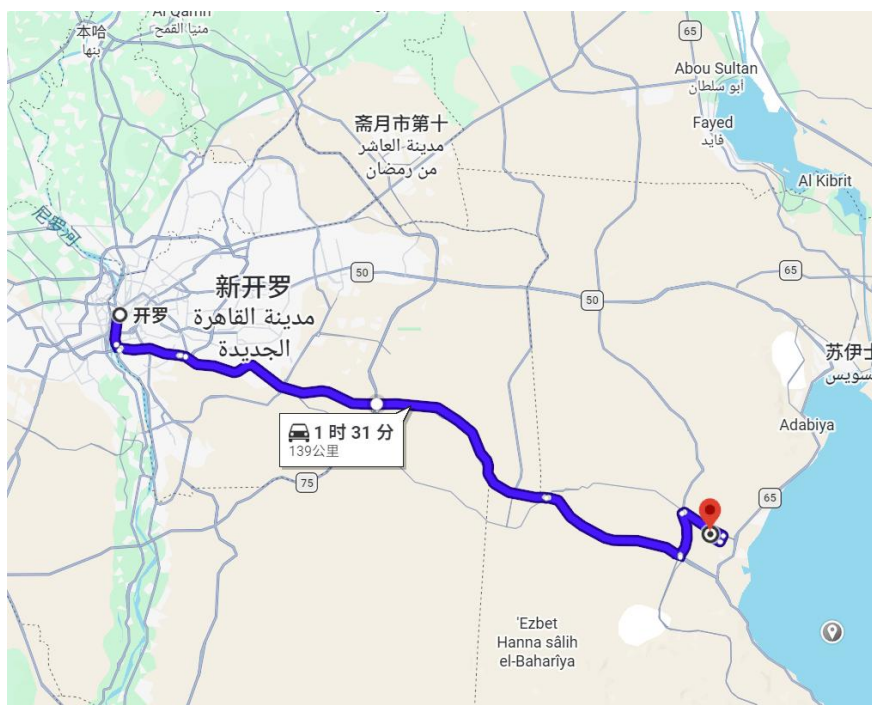 Al Qamh
منيا القمح
本哈
بنها
65
Abou Sultan
أبو سلطان
斋月市第十
مدينة العاشر
من رمضان
Fayed
فايد
Al Kibrit
尼罗河
50
新开罗
مدينة القاهرة
الجديدة
开罗
65
50
苏伊士
السويس
1 时 31 分
139公里
Adabiya
75
65
'Ezbet
Hanna sâlih
el-Baharîya